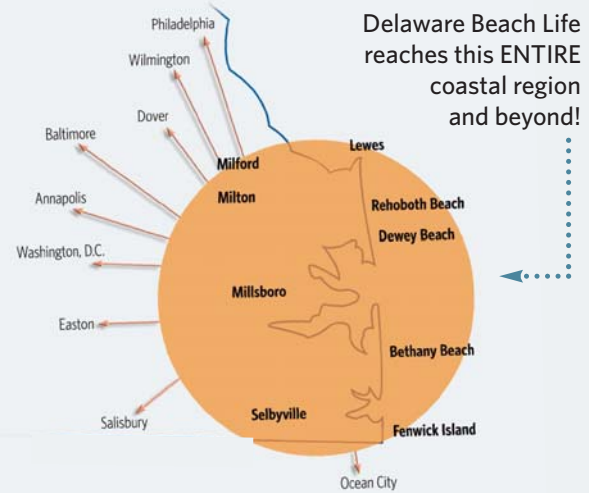 Delaware Beach Life
reaches this ENTIRE
coastal region
and beyond!
Philadelphia
Wilmington
Dover
Baltimore
Annapolis
Washington, D.C.
Easton
Salisbury
Ocean City
Milford
Lewes
Milton
Rehoboth Beach
Dewey Beach
Millsboro
Bethany Beach
Selbyville
Fenwick Island